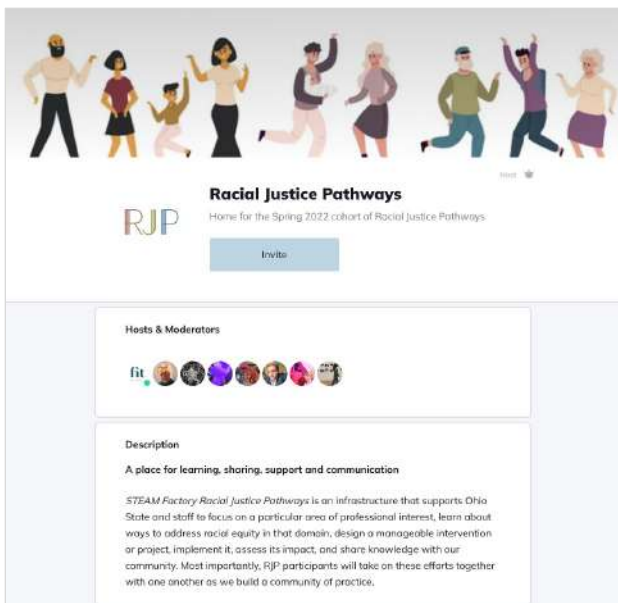 Host
Racial Justice Pathways
RJP
Home for the Spring 2022 cohort of Racial Justice Pathways
Invite
Hosts & Moderators
fit
Description
A place for learning, sharing, support and communication
STEAM Factory Racial Justice Pathways is an infrastructure that supports Ohio
State and staff to focus on a particular area of professional interest, learn about
ways to address racial equity in that domain, design a manageable intervention
or project, implement it, assess its impact, and share knowledge with our
community. Most importantly, RJP participants will take on these efforts together
with one another as we build a community of practice.